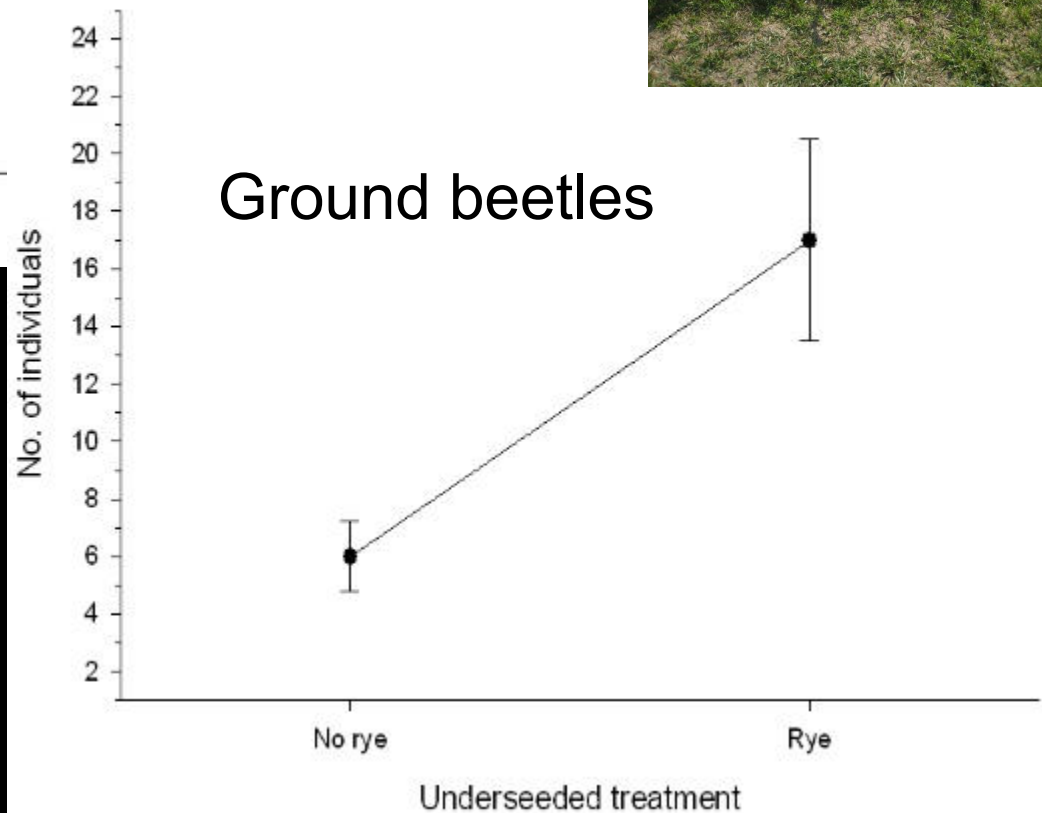 24
22
20
18
16
14
12
10
8
6
4
2
No. of individuals
Ground beetles
No rye
Rye
Underseeded treatment